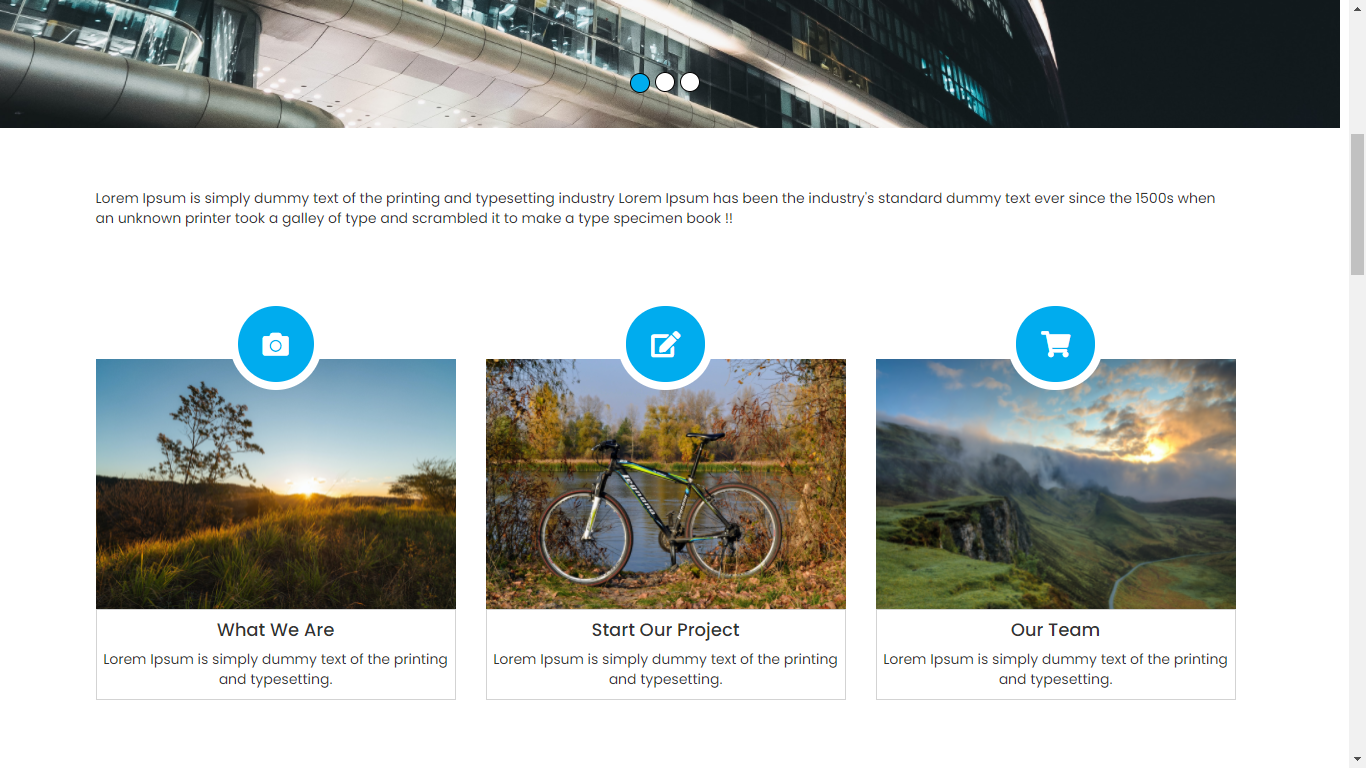 Lorem Ipsum is simply dummy text of the printing and typesetting industry Lorem Ipsum has been the industry's standard dummy text ever since the 1500s when
an unknown printer took a galley of type and scrambled it to make a type specimen book !!
What We Are
Lorem Ipsum is simply dummy text of the printing
and typesetting.
Start Our Project
Lorem Ipsum is simply dummy text of the printing
and typesetting.
Our Team
Lorem Ipsum is simply dummy text of the printing
and typesetting.